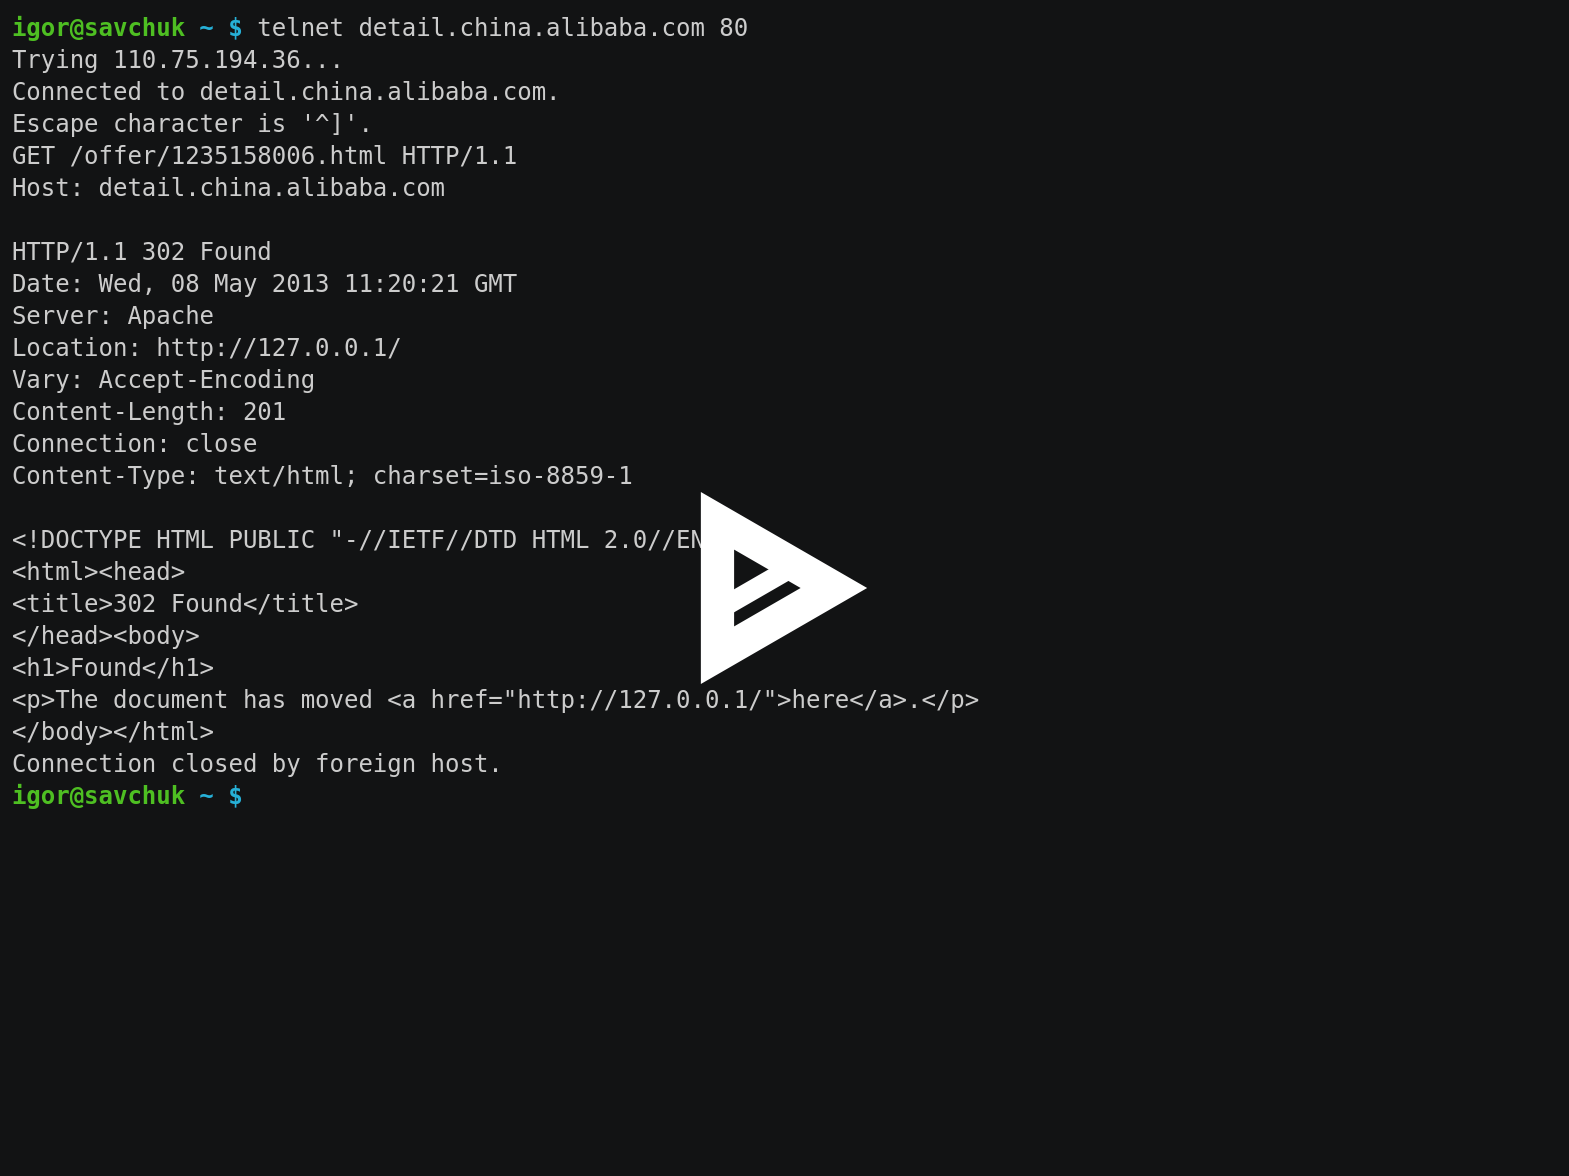 igor@savchuk ~ $ telnet detail.china.alibaba.com 80
Trying 110.75.194.36...
Connected to detail.china.alibaba.com.
Escape character is '^]'.
GET /offer/1235158006.html HTTP/1.1
Host: detail.china.alibaba.com
HTTP/1.1 302 Found
Date: Wed, 08 May 2013 11:20:21 GMT
Server: Apache
Location: http://127.0.0.1/
Vary: Accept-Encoding
Content-Length: 201
Connection: close
Content-Type: text/html; charset=iso-8859-1
<!DOCTYPE HTML PUBLIC "-//IETF//DTD HTML 2.0//EN
<html><head>
<title>302 Found</title>
</head><body>
<h1>Found</h1>
<p>The document has moved <a href="http://127.0.0.1/">here</a>.</p>
</body></html>
Connection closed by foreign host.
igor@savchuk ~ $